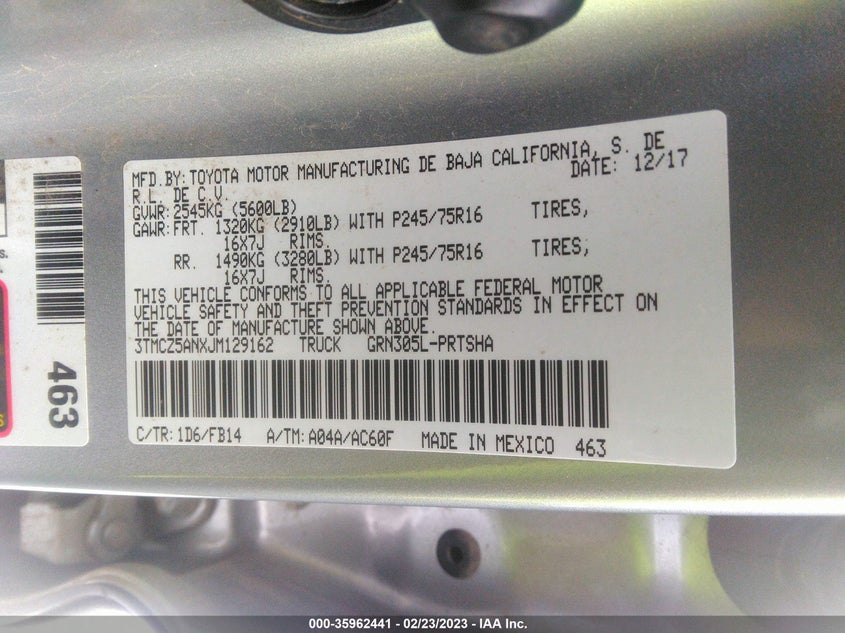 MFD.BY:TOYOTA MOTOR MANUFACTURING DE BAJA CALIFORNIA, S. DE
R.L. DE C.V. DATE: 12/17
GVWR:2545KG (5600LB)
GAWR:FRT. 1320KG (2910LB) WITH P245/75R16 TIRES,
16X7J RIMS.
RR. 1490KG (3280LB) WITH P245/75R16 TIRES;
16X7J RIMS.
THIS VEHICLE CONFORMS TO ALL APPLICABLE FEDERAL MOTOR
VEHICLE SAFETY AND THEFT PREVENTION STANDARDS IN EFFECT ON
THE DATE OF MANUFACTURE SHOWN ABOVE.
3TMCZ5ANXJM129162 TRUCK GRN305L-PRTSHA
C/TR:1D6/FB14 A/TM:A04A/AC60F MADE IN MEXICO 463
463
000-35962441 - 02/23/2023 - IAA Inc.